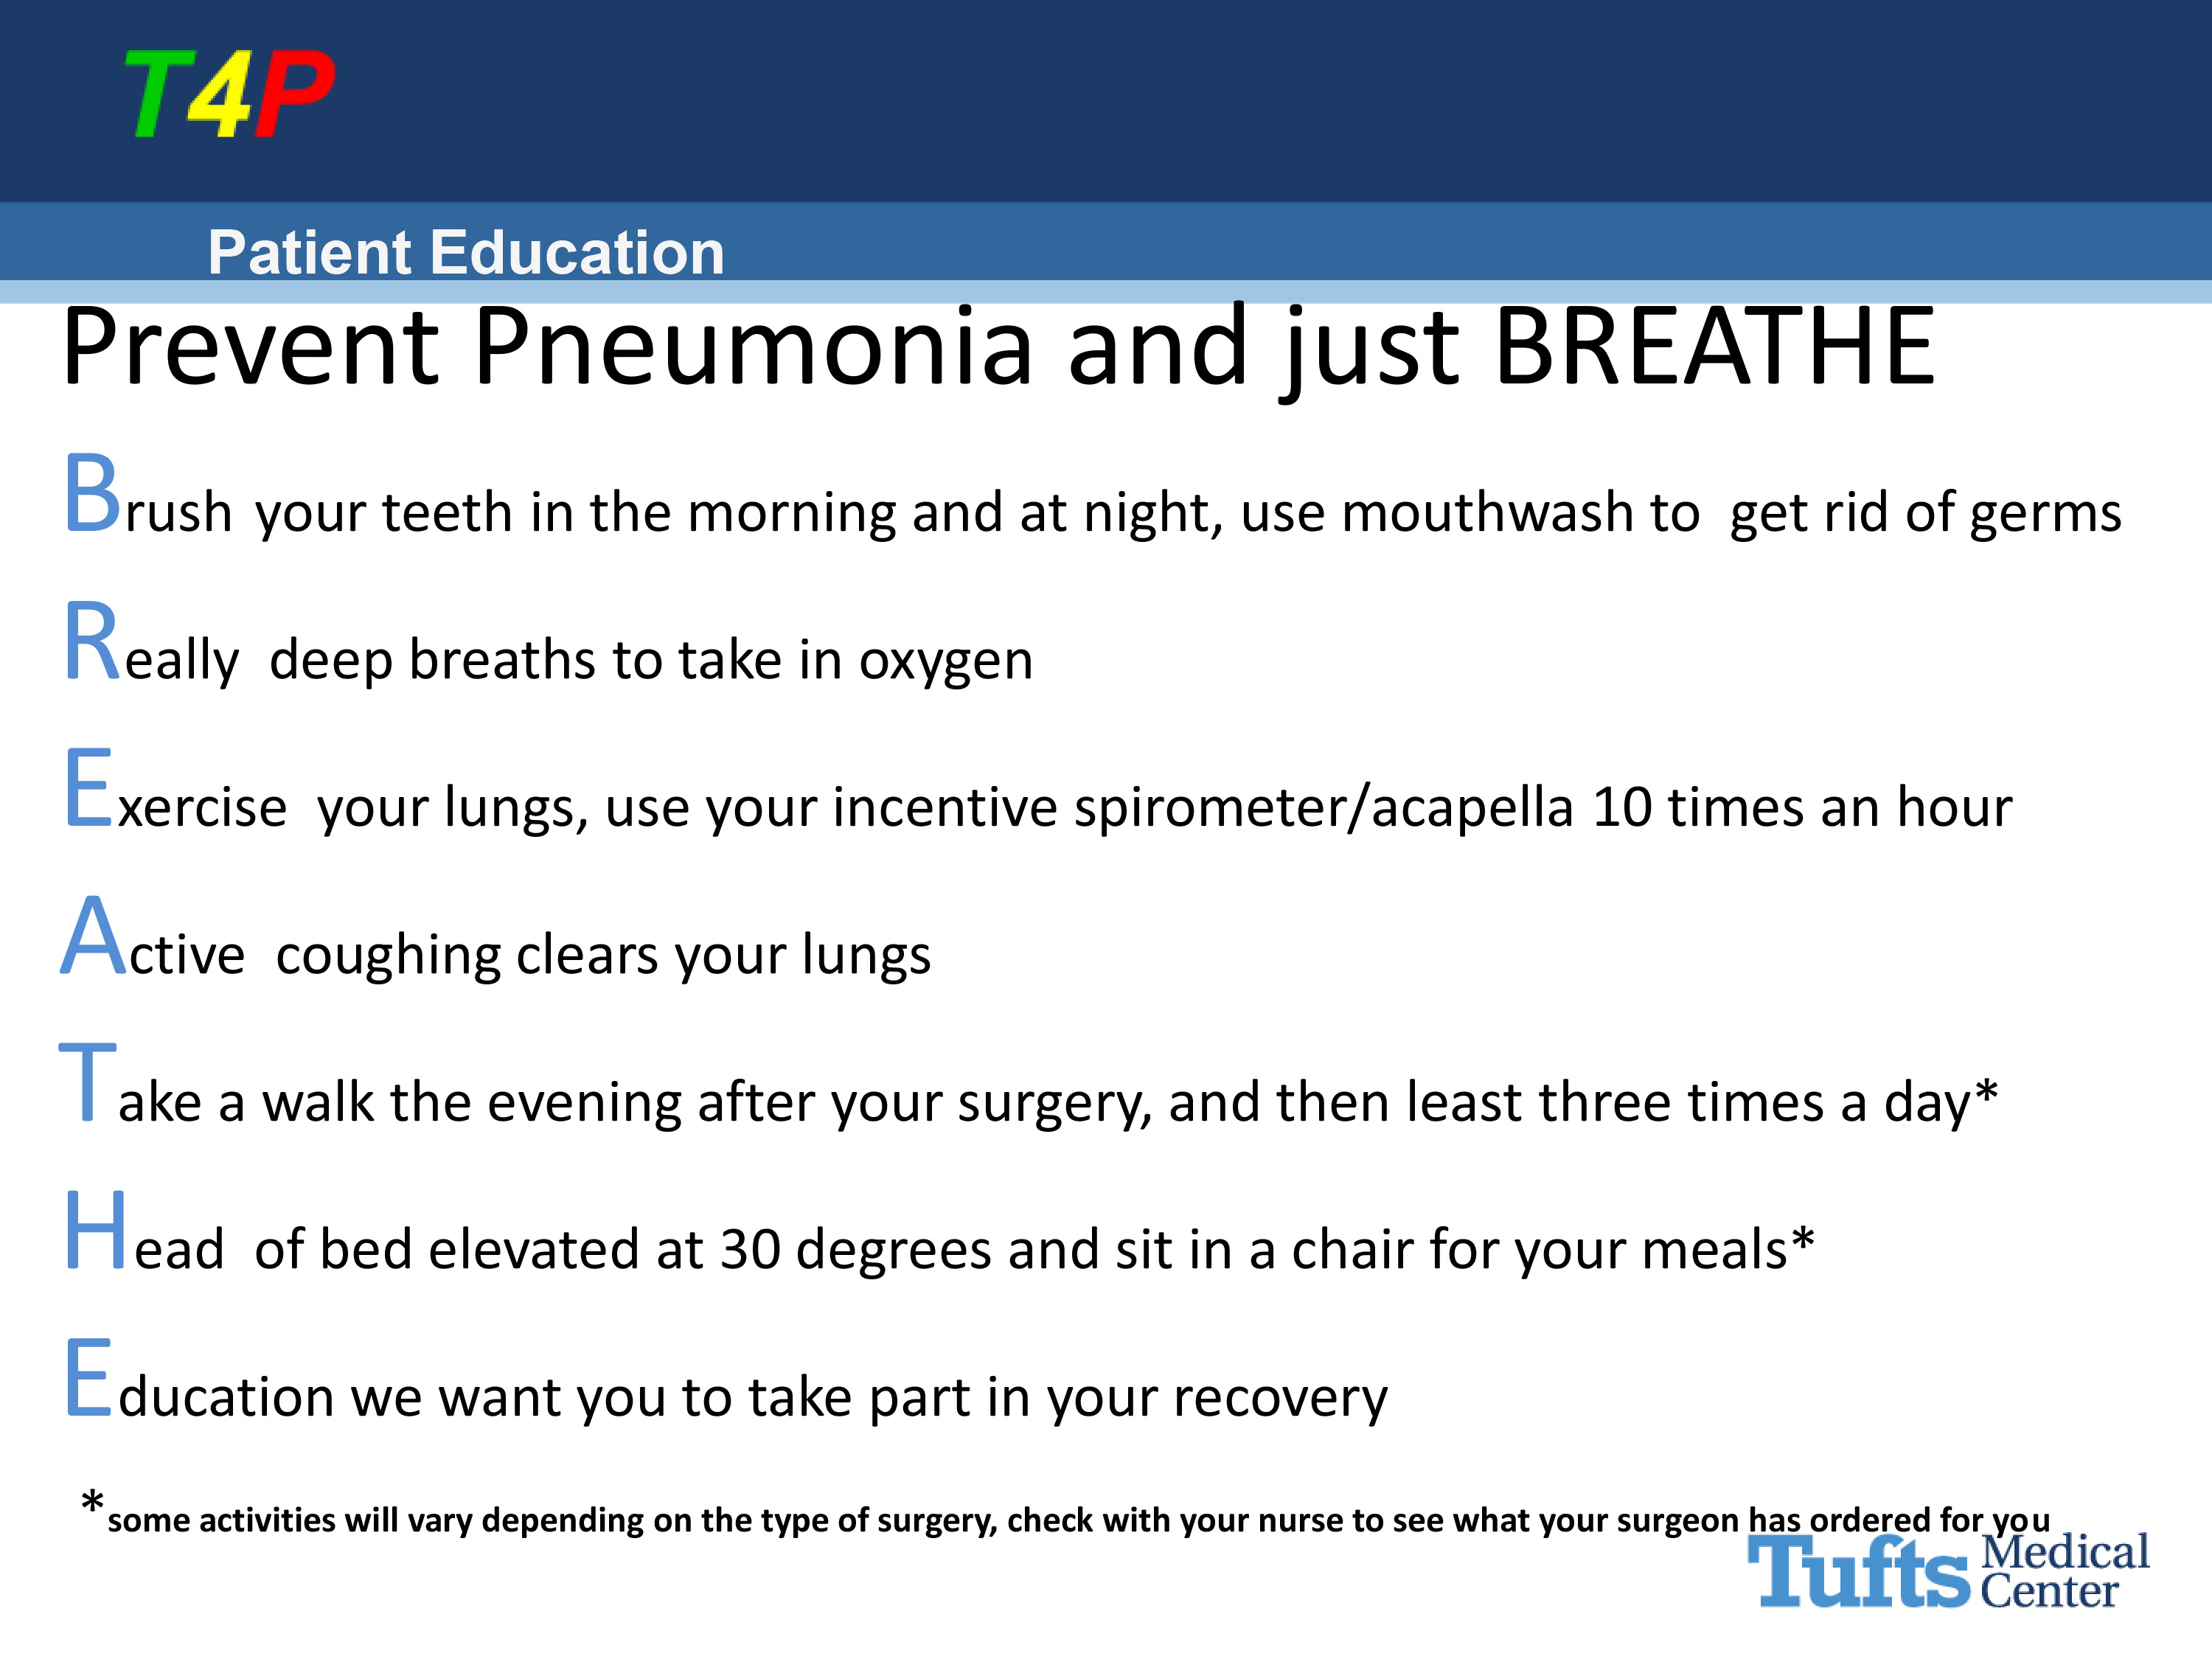 T4P
Patient Education
Prevent Pneumonia and just BREATHE
Brush your teeth in the morning and at night, use mouthwash to get rid of germs
Really deep breaths to take in oxygen
Exercise your lungs, use your incentive spirometer/acapella 10 times an hour
Active coughing clears your lungs
Take a walk the evening after your surgery, and then least three times a day*
Head of bed elevated at 30 degrees and sit in a chair for your meals*
Education we want you to take part in your recovery
*some activities will vary depending on the type of surgery, check with your nurse to see what your surgeon has ordered for you
Tufts Medical
Center